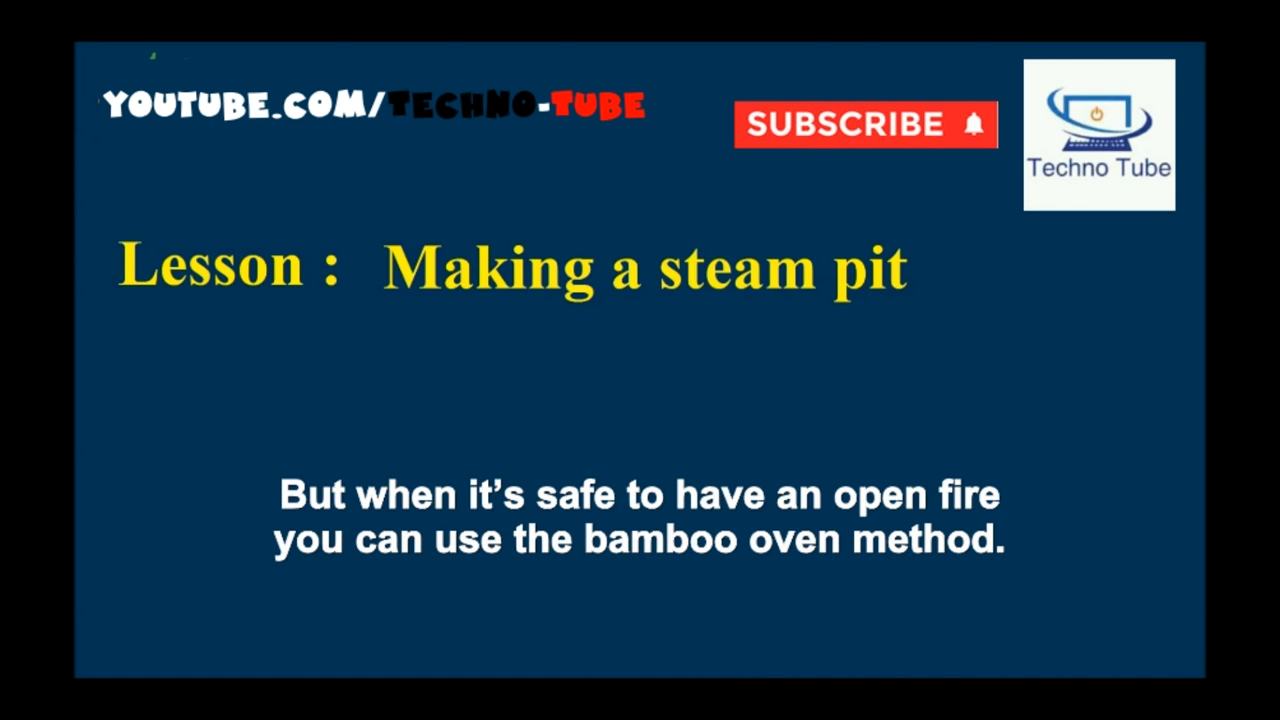 YOUTUBE.COM/TECHNO-TUBE
SUBSCRIBE
Techno Tube
Lesson : Making a steam pit
But when it's safe to have an open fire
you can use the bamboo oven method.